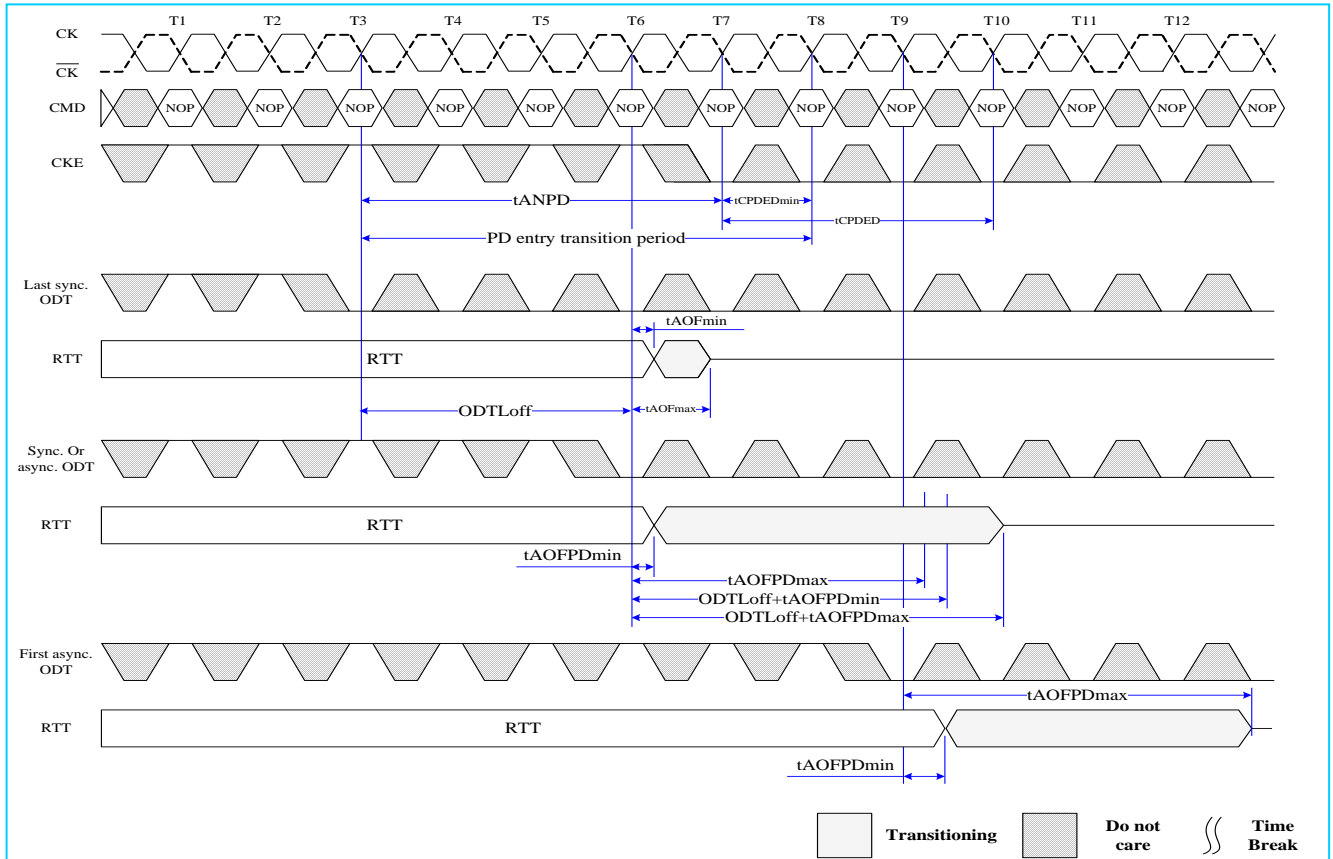 T1 T2 T3 T4 T5 T6 T7 T8 T9 T10 T11 T12
CK
CK
CMD NOP NOP NOP NOP NOP NOP NOP NOP NOP NOP NOP NOP NOP
CKE
tANPD tCPDEDmin
tCPDED
PD entry transition period
Last sync.
ODT
tAOFmin
RTT RTT
ODTLoff tAOFmax
Sync. Or
async. ODT
RTT RTT
tAOFPDmin
tAOFPDmax
ODTLoff+tAOFPDmin
ODTLoff+tAOFPDmax
First async.
ODT
tAOFPDmax
RTT RTT
tAOFPDmin
Transitioning
Do not
care
Time
Break